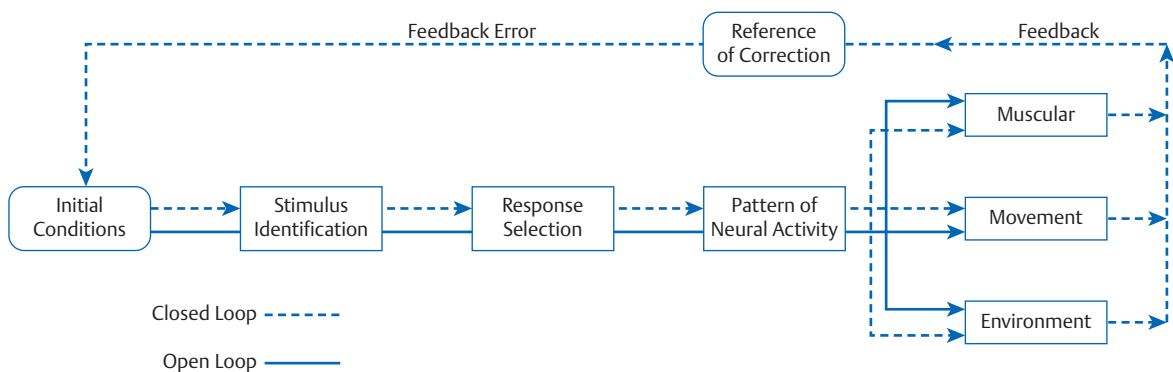 Feedback Error
Reference
of Correction
Feedback
Muscular
Initial
Conditions
Stimulus
Identification
Response
Selection
Pattern of
Neural Activity
Movement
Environment
Closed Loop
Open Loop